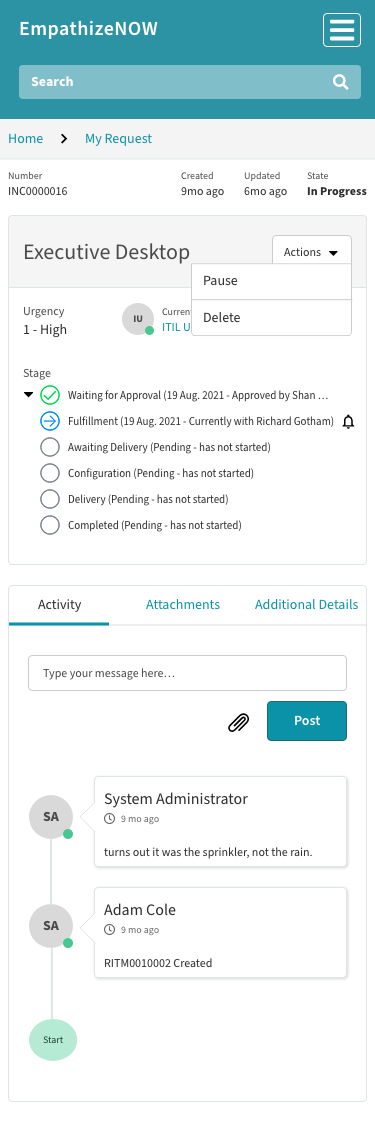 EmpathizeNOW
Search
Home > My Request
Number
INC0000016
Created
9mo ago
Updated
6mo ago
State
In Progress
Executive Desktop
Actions
Pause
Delete
Urgency
1 - High
IU
Curren
ITIL U
Stage
Waiting for Approval (19 Aug. 2021 - Approved by Shan ...
Fulfillment (19 Aug. 2021 - Currently with Richard Gotham)
Awaiting Delivery (Pending - has not started)
Configuration (Pending - has not started)
Delivery (Pending - has not started)
Completed (Pending - has not started)
Activity
Attachments
Additional Details
Type your message here...
Post
SA
System Administrator
9 mo ago
turns out it was the sprinkler, not the rain.
SA
Adam Cole
9 mo ago
RITM0010002 Created
Start